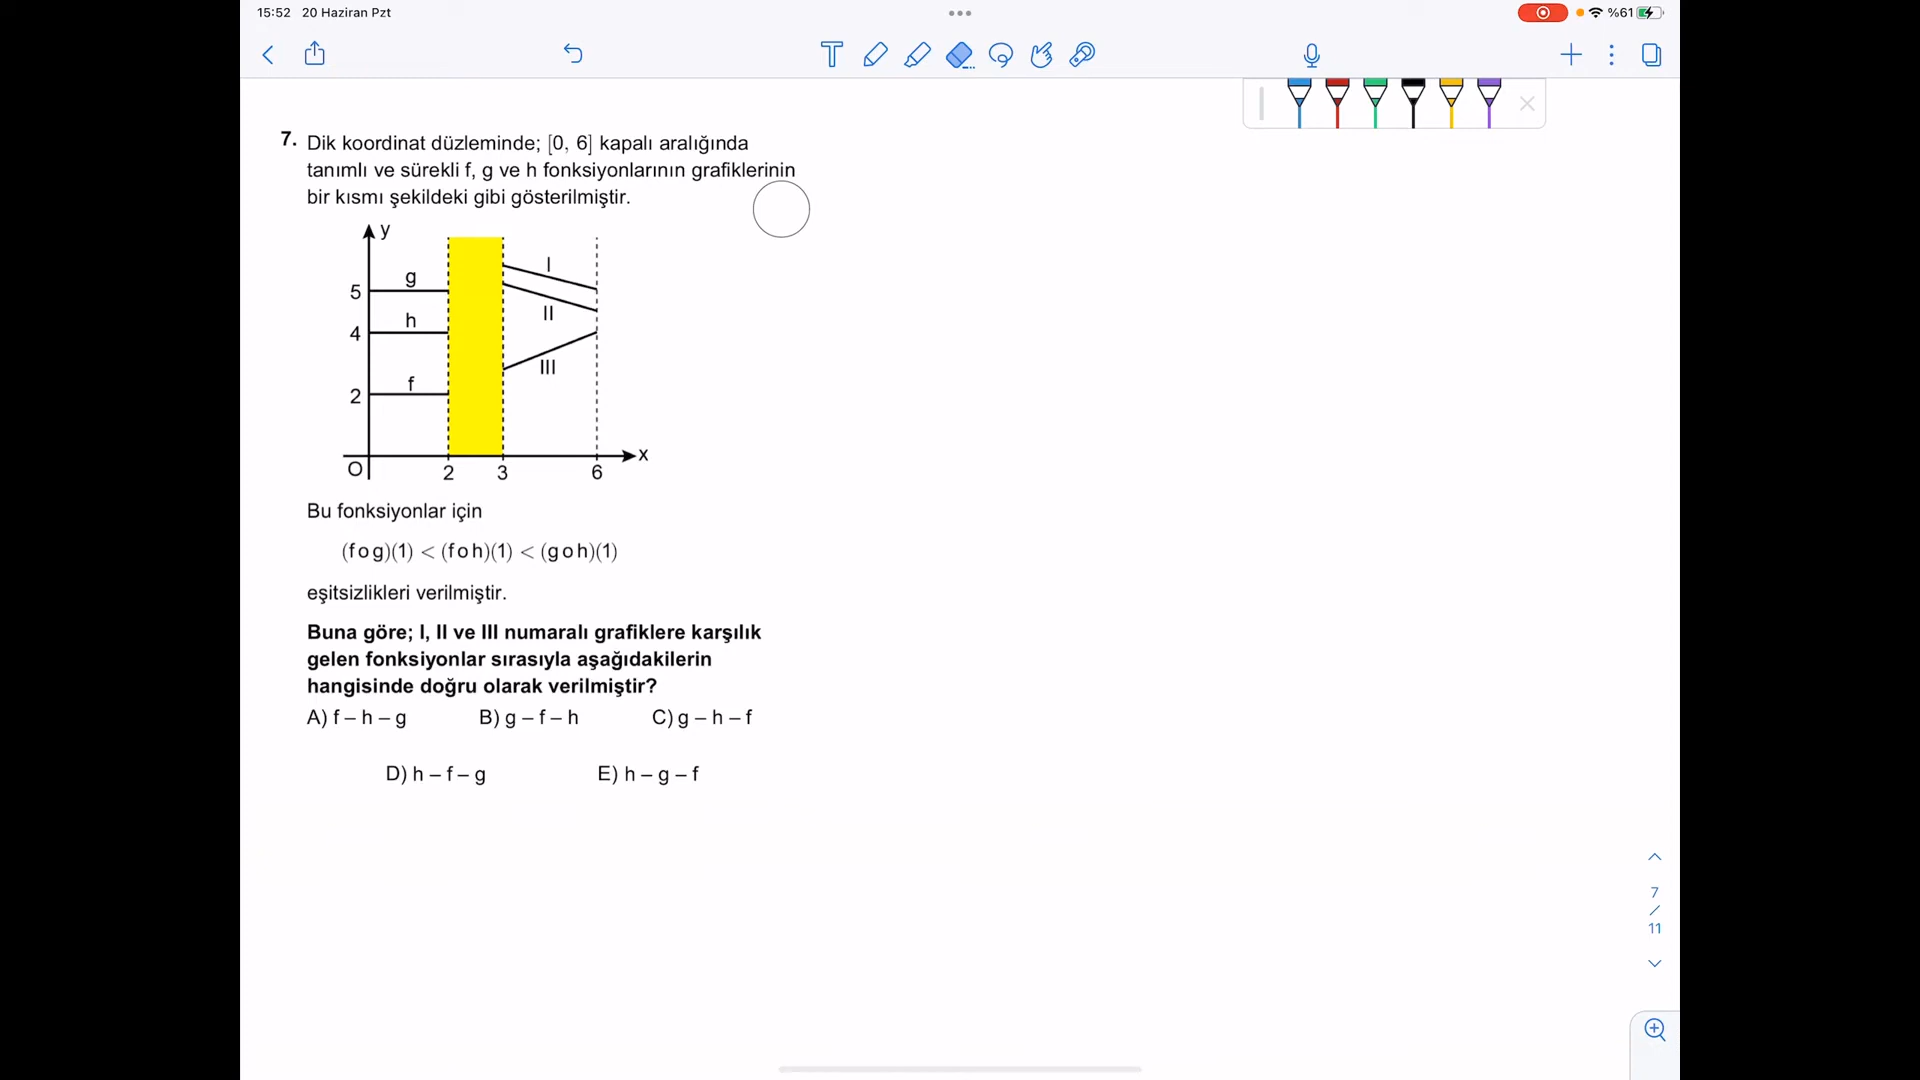 15:52 20 Haziran Pzt
%61
7. Dik koordinat düzleminde; [0, 6] kapalı aralığında
tanımlı ve sürekli f, g ve h fonksiyonlarının grafiklerinin
bir kısmı şekildeki gibi gösterilmiştir.
y
I
g
5
II
h
4
III
f
2
x
O 2 3 6
Bu fonksiyonlar için
(f o g)(1) < (f o h)(1) < (g o h)(1)
eşitsizlikleri verilmiştir.
Buna göre; I, II ve III numaralı grafiklere karşılık
gelen fonksiyonlar sırasıyla aşağıdakilerin
hangisinde doğru olarak verilmiştir?
A) f – h – g B) g – f – h C) g – h – f
D) h – f – g E) h – g – f
7
/
11